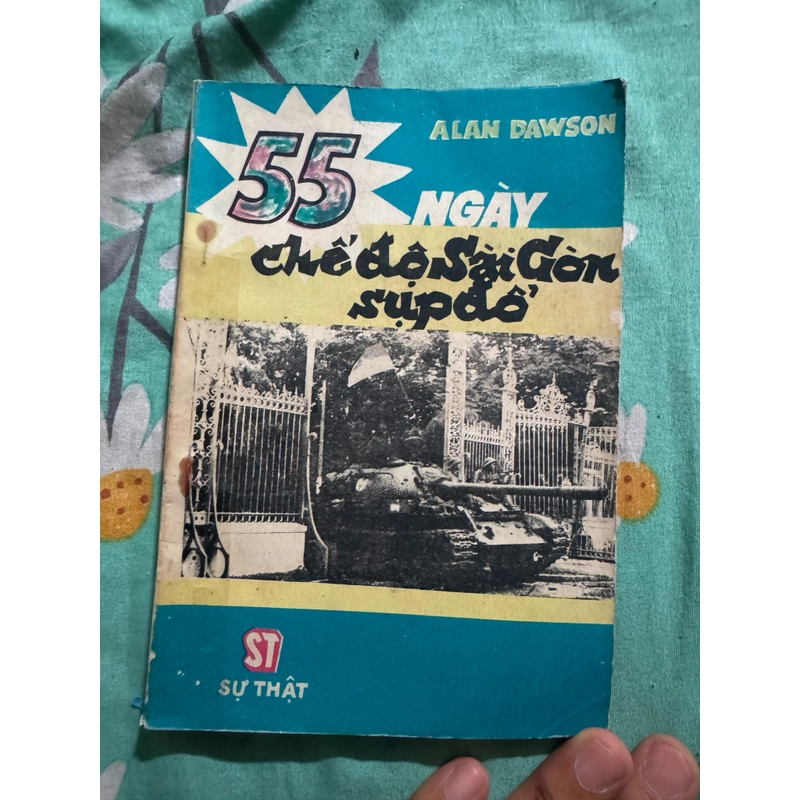 ALAN DAWSON
55 NGÀY
chế độ Sài Gòn
sụp đổ
ST
SỰ THẬT